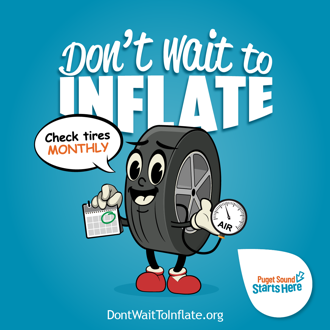 Don't wait to
INFLATE
Check tires
MONTHLY
AIR
Puget Sound
Starts Here
DontWaitToInflate.org